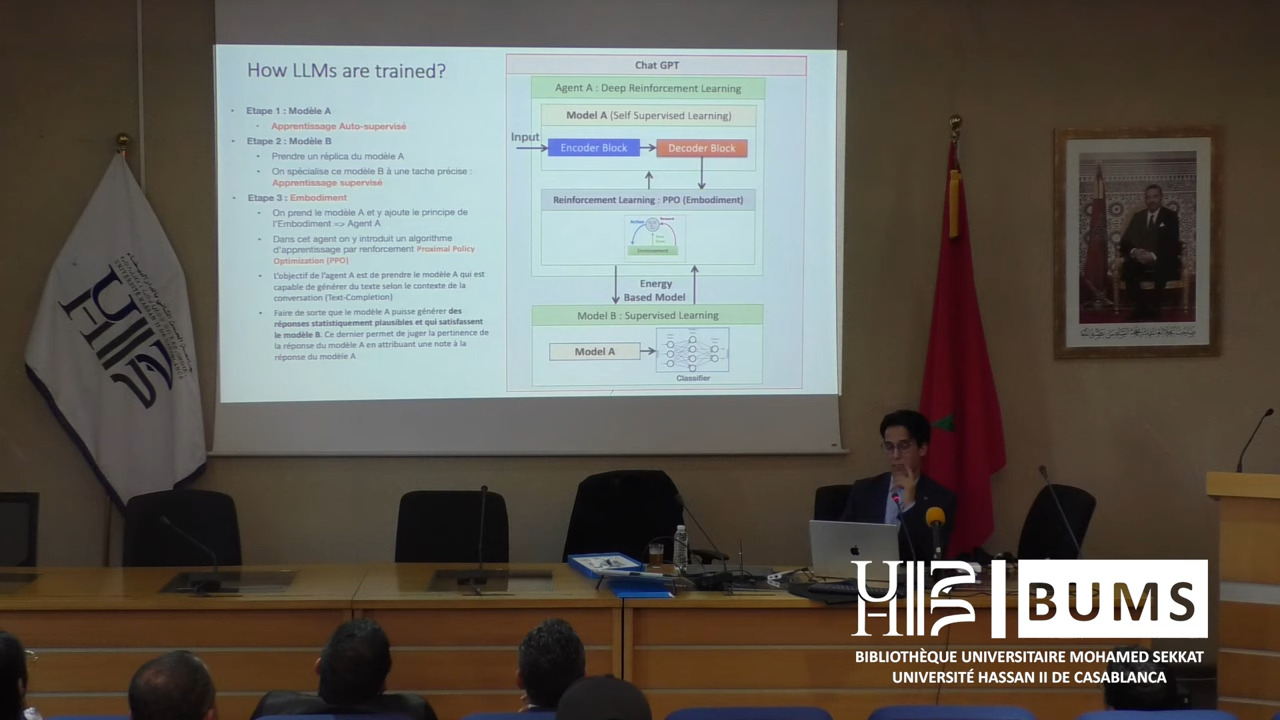 How LLMs are trained?
Etape 1 : Modèle A
Apprentissage Auto-supervisé
Etape 2 : Modèle B
Prendre un réplica du modèle A
On spécialise ce modèle B à une tache précise :
Apprentissage supervisé
Etape 3 : Embodiment
On prend le modèle A et y ajoute le principe de
l'Embodiment => Agent A
Dans cet agent on y introduit un algorithme
d'apprentissage par renforcement Proximal Policy
Optimization (PPO)
L'objectif de l'agent A est de prendre le modèle A qui est
capable de générer du texte selon le contexte de la
conversation (Text-Completion)
Faire de sorte que le modèle A puisse générer des
réponses statistiquement plausibles et qui satisfassent
le modèle B. Ce dernier permet de juger la pertinence de
la réponse du modèle A en attribuant une note à la
réponse du modèle A
Chat GPT
Agent A : Deep Reinforcement Learning
Model A (Self Supervised Learning)
Input
Encoder Block
Decoder Block
Reinforcement Learning : PPO (Embodiment)
Energy
Based Model
Model B : Supervised Learning
Model A
Classifier
BUMS
BIBLIOTHÈQUE UNIVERSITAIRE MOHAMED SEKKAT
UNIVERSITÉ HASSAN II DE CASABLANCA